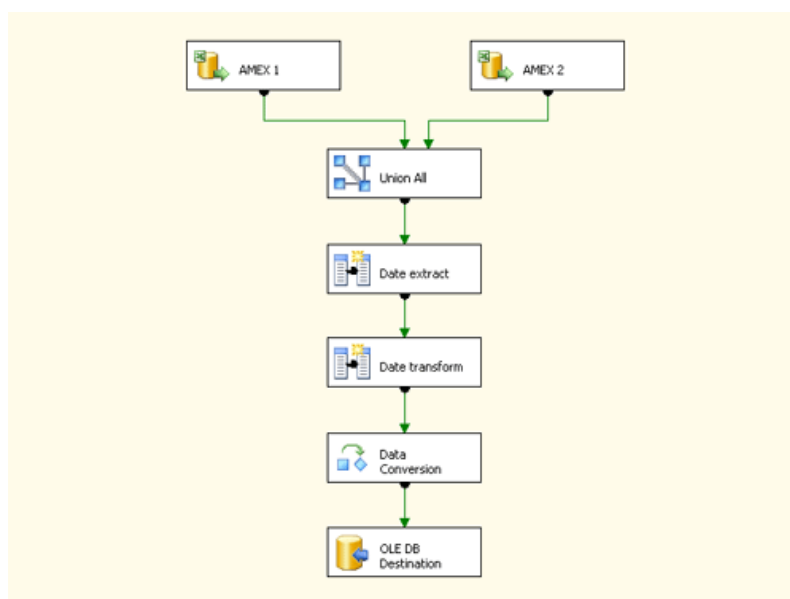 AMEX 1
AMEX 2
Union All
Date extract
Date transform
Data
Conversion
OLE DB
Destination